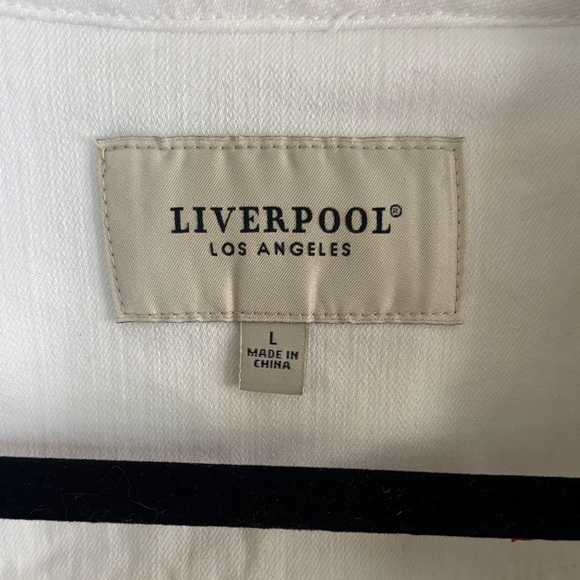 LIVERPOOL®
LOS ANGELES
L
MADE IN
CHINA